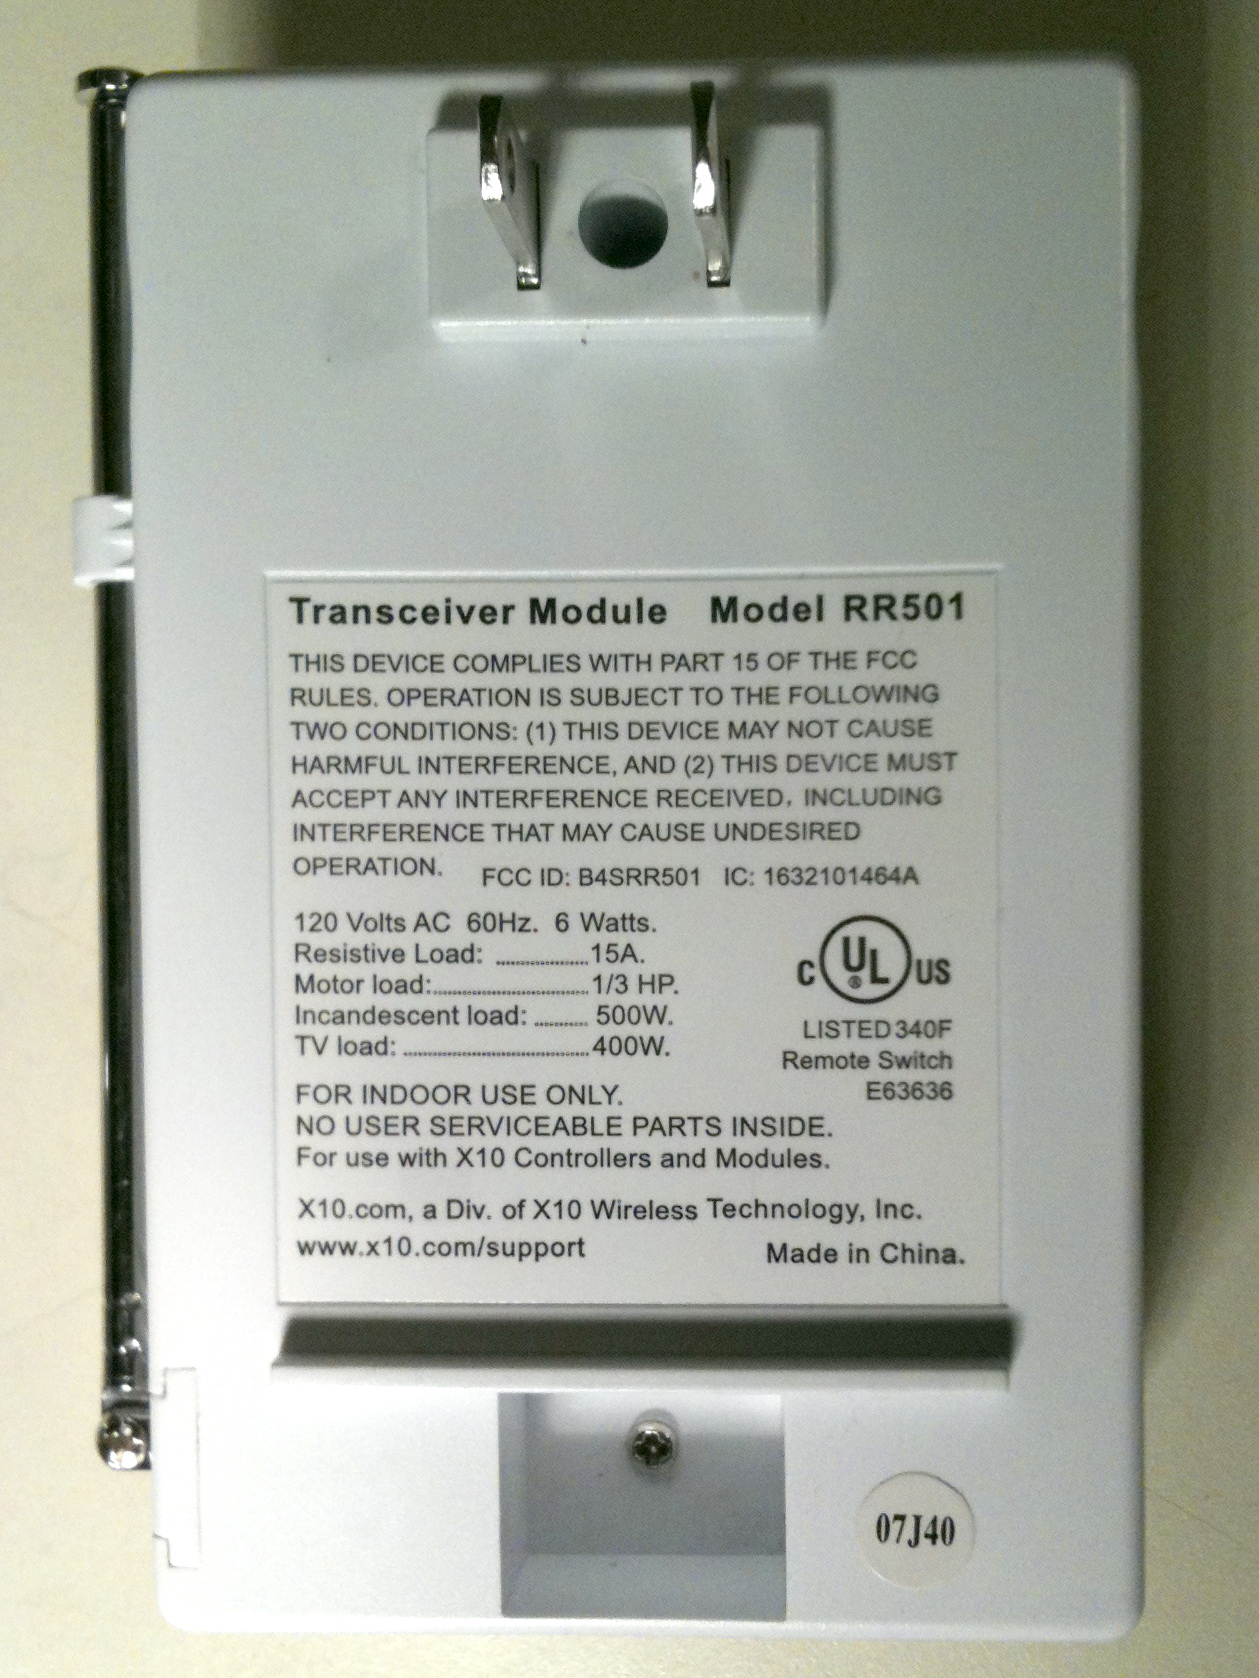 Transceiver Module Model RR501
THIS DEVICE COMPLIES WITH PART 15 OF THE FCC
RULES. OPERATION IS SUBJECT TO THE FOLLOWING
TWO CONDITIONS: (1) THIS DEVICE MAY NOT CAUSE
HARMFUL INTERFERENCE, AND (2) THIS DEVICE MUST
ACCEPT ANY INTERFERENCE RECEIVED, INCLUDING
INTERFERENCE THAT MAY CAUSE UNDESIRED
OPERATION. FCC ID: B4SRR501 IC: 1632101464A
120 Volts AC 60Hz. 6 Watts.
Resistive Load: ................15A.
Motor load:...........................1/3 HP.
Incandescent load: ......... 500W.
TV load: ................................400W.
C UL ® US
LISTED 340F
Remote Switch
E63636
FOR INDOOR USE ONLY.
NO USER SERVICEABLE PARTS INSIDE.
For use with X10 Controllers and Modules.
X10.com, a Div. of X10 Wireless Technology, Inc.
www.x10.com/support Made in China.
07J40